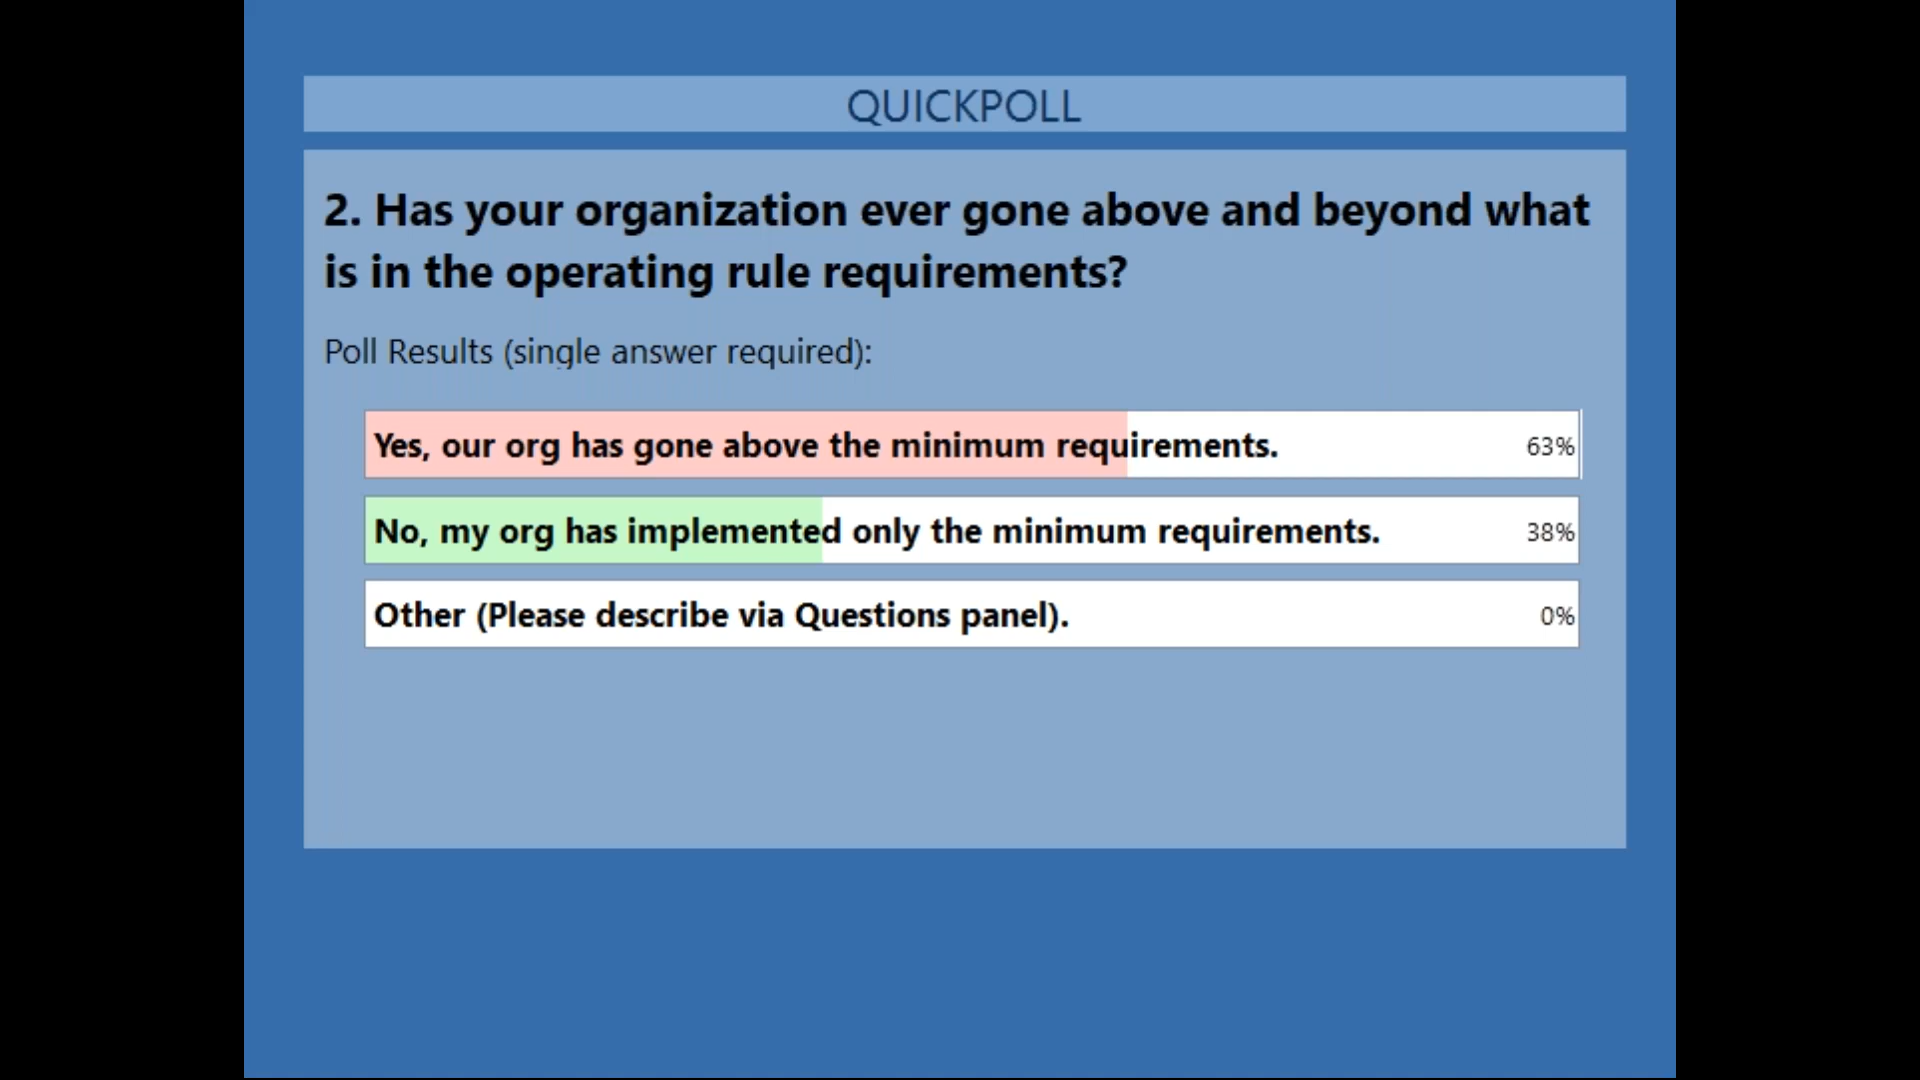 QUICKPOLL
2. Has your organization ever gone above and beyond what
is in the operating rule requirements?
Poll Results (single answer required):
Yes, our org has gone above the minimum requirements. 63%
No, my org has implemented only the minimum requirements. 38%
Other (Please describe via Questions panel). 0%